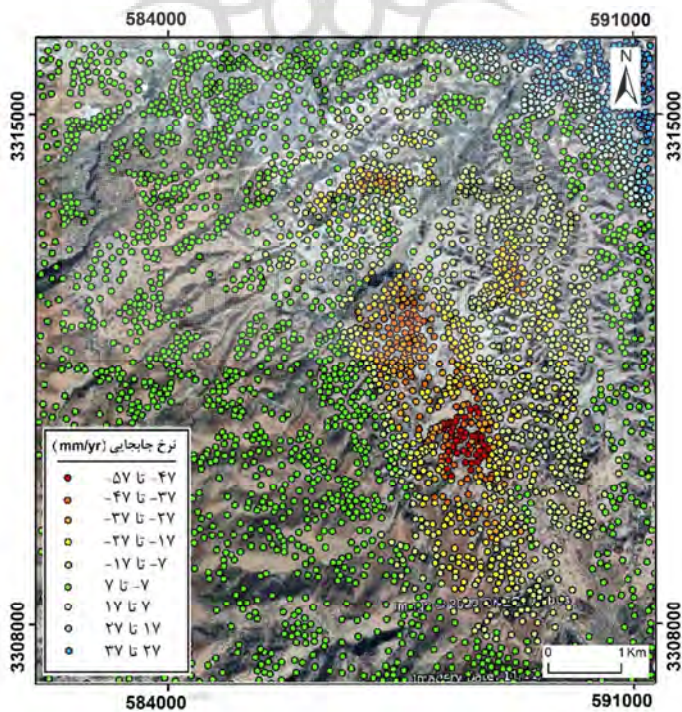 584000
591000
N
3315000
3315000
نرخ جابجایی (mm/yr)
-۴۷ تا -۵۷
-۳۷ تا -۴۷
-۲۷ تا -۳۷
-۱۷ تا -۲۷
-۷ تا -۱۷
-۷ تا ۷
۷ تا ۱۷
۱۷ تا ۲۷
۲۷ تا ۳۷
3308000
3308000
0 1 Km
584000
591000